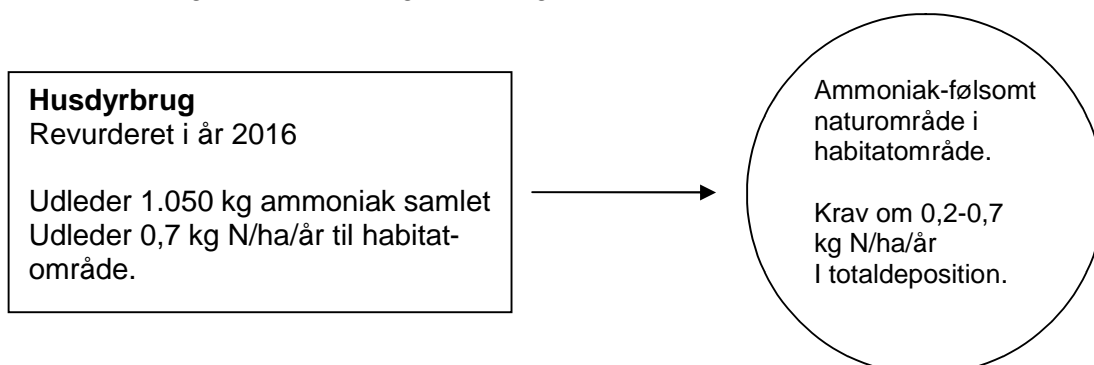 Husdyrbrug
Revurderet i år 2016
Udleder 1.050 kg ammoniak samlet
Udleder 0,7 kg N/ha/år til habitat-
område.
Ammoniak-følsomt
naturområde i
habitatområde.
Krav om 0,2-0,7
kg N/ha/år
I totaldeposition.